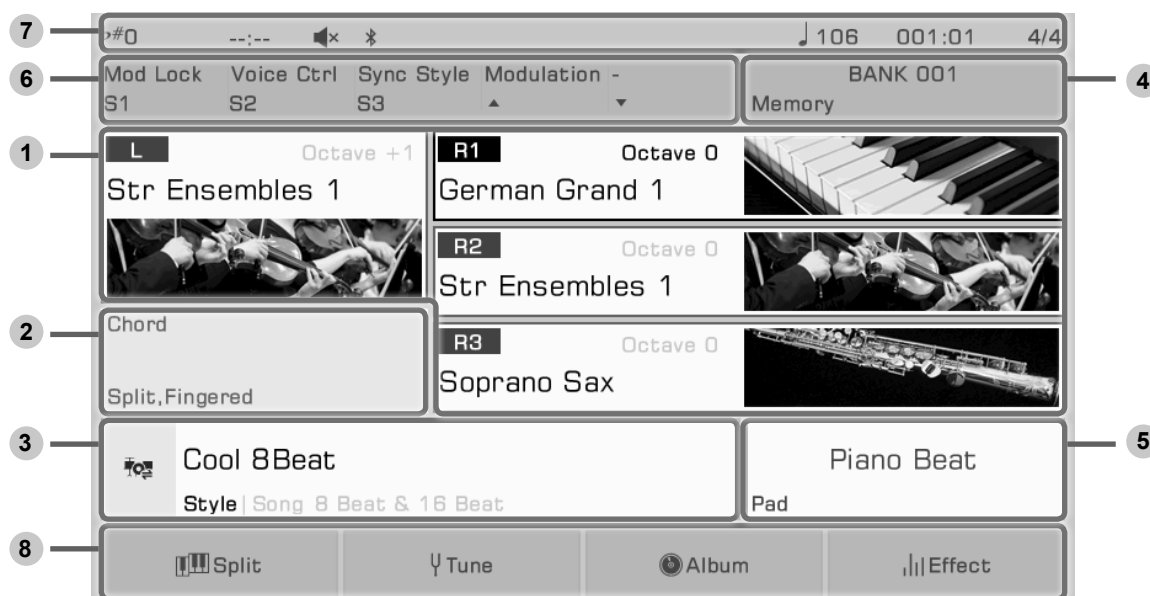 7
♭#0 --:-- ♩106 001:01 4/4
6
Mod Lock Voice Ctrl Sync Style Modulation -
S1 S2 S3 ▲ ▼
BANK 001
Memory
4
1
L Octave +1
Str Ensembles 1
R1 Octave 0
German Grand 1
R2 Octave 0
Str Ensembles 1
R3 Octave 0
Soprano Sax
2
Chord
Split,Fingered
3
Cool 8Beat
Style | Song 8 Beat & 16 Beat
Piano Beat
Pad
5
8
Split Tune Album Effect